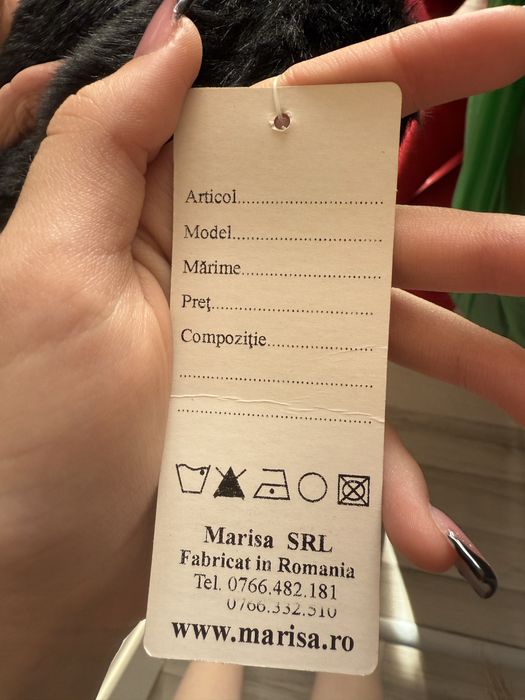 Articol........................................
Model..........................................
Mărime.......................................
Preţ.............................................
Compoziţie...............................
......................................................
......................................................
Marisa SRL
Fabricat in Romania
Tel. 0766.482.181
0766.332.510
www.marisa.ro